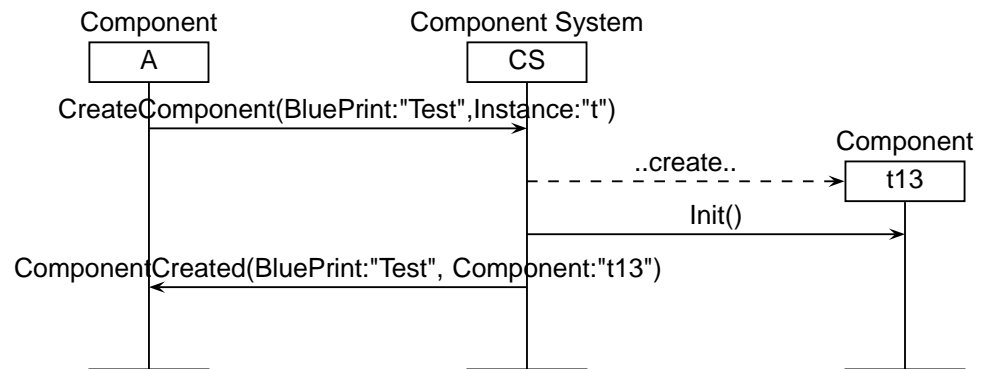 Component
Component System
A
CS
CreateComponent(BluePrint:"Test",Instance:"t")
Component
..create..
t13
Init()
ComponentCreated(BluePrint:"Test", Component:"t13")